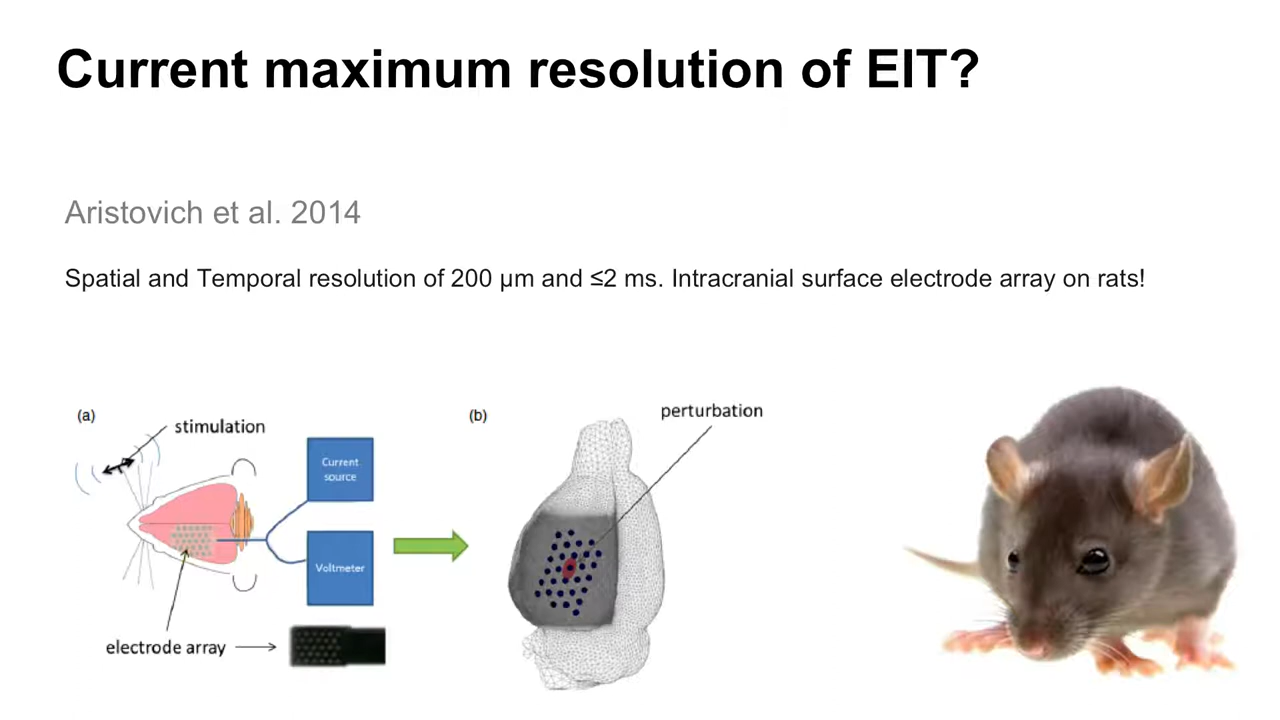 Current maximum resolution of EIT?
Aristovich et al. 2014
Spatial and Temporal resolution of 200 μm and ≤2 ms. Intracranial surface electrode array on rats!
(a)
stimulation
Current
source
Voltmeter
electrode array
(b)
perturbation